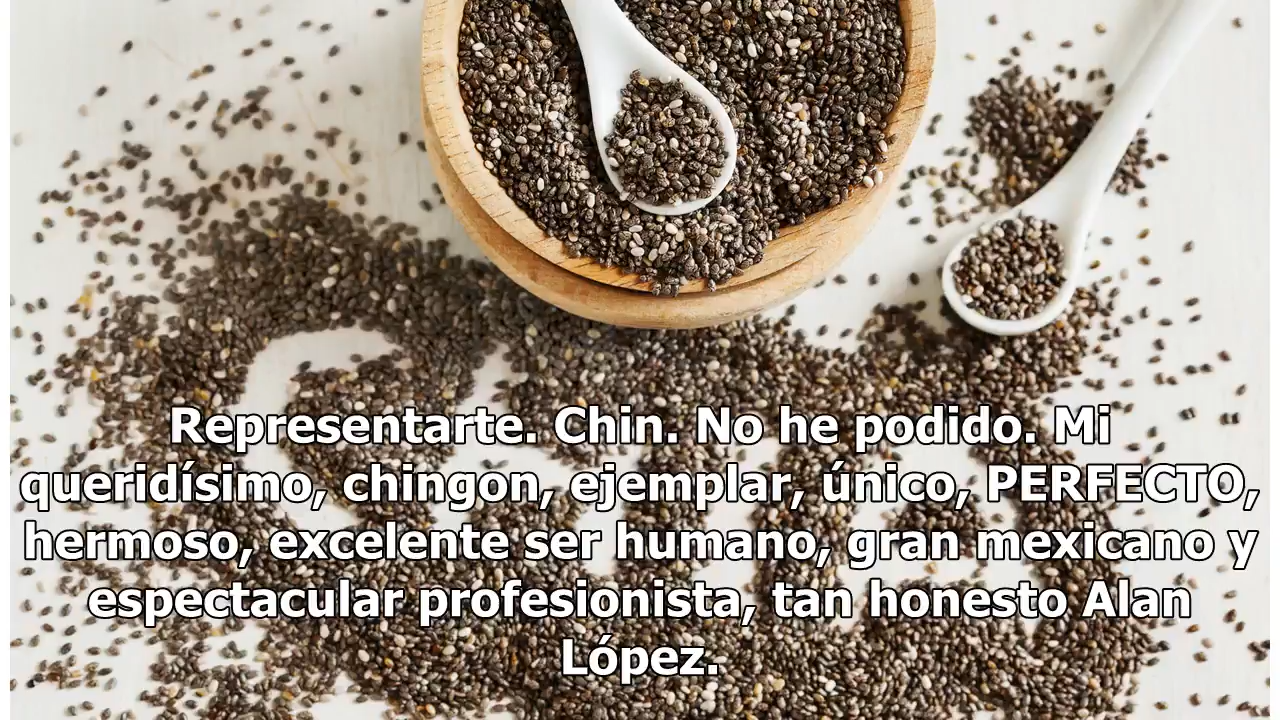 Representarte. Chin. No he podido. Mi
queridísimo, chingon, ejemplar, único, PERFECTO,
hermoso, excelente ser humano, gran mexicano y
espectacular profesionista, tan honesto Alan
López.